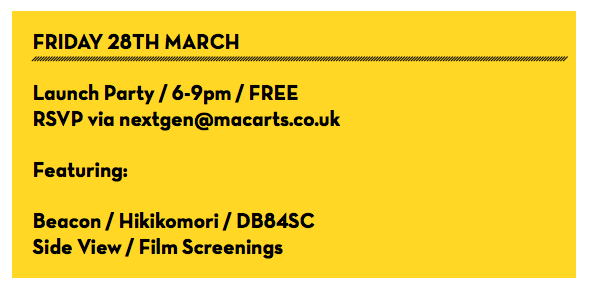 FRIDAY 28TH MARCH
Launch Party / 6-9pm / FREE
RSVP via nextgen@macarts.co.uk
Featuring:
Beacon / Hikikomori / DB84SC
Side View / Film Screenings